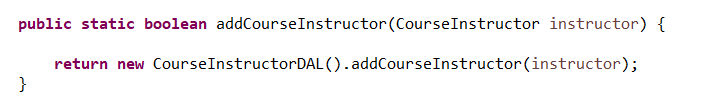 public static boolean addCourseInstructor(CourseInstructor instructor) {
return new CourseInstructorDAL().addCourseInstructor(instructor);
}